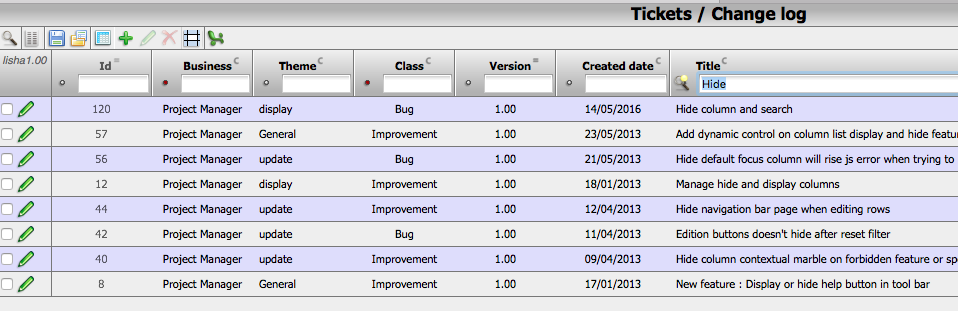 Tickets / Change log
lisha1.00 Id = Business C Theme C Class C Version = Created date C Title C
Hide
120 Project Manager display Bug 1.00 14/05/2016 Hide column and search
57 Project Manager General Improvement 1.00 23/05/2013 Add dynamic control on column list display and hide featu
56 Project Manager update Bug 1.00 21/05/2013 Hide default focus column will rise js error when trying to
12 Project Manager display Improvement 1.00 18/01/2013 Manage hide and display columns
44 Project Manager update Improvement 1.00 12/04/2013 Hide navigation bar page when editing rows
42 Project Manager update Bug 1.00 11/04/2013 Edition buttons doesn't hide after reset filter
40 Project Manager update Improvement 1.00 09/04/2013 Hide column contextual marble on forbidden feature or sp
8 Project Manager General Improvement 1.00 17/01/2013 New feature : Display or hide help button in tool bar